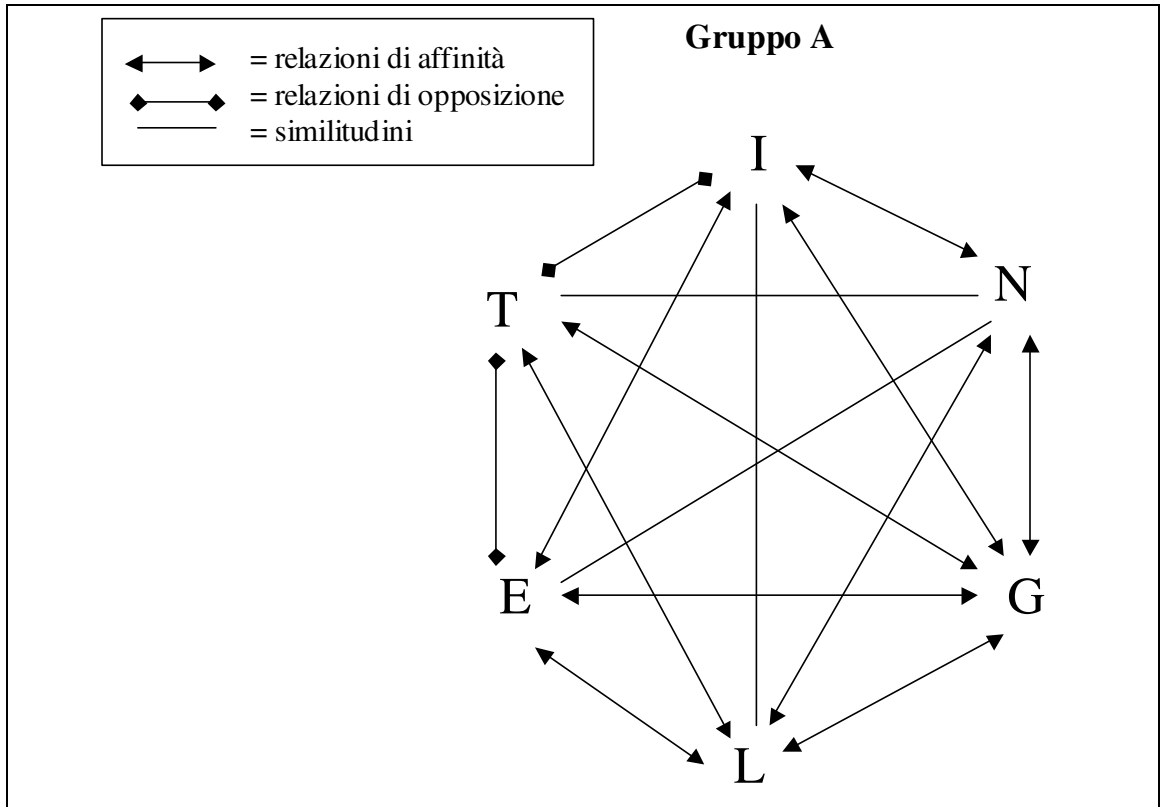 Gruppo A
= relazioni di affinità
= relazioni di opposizione
= similitudini
I
N
T
E
G
L